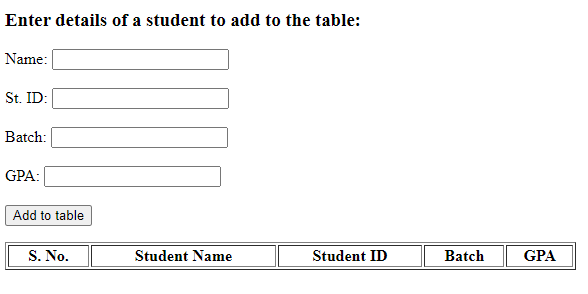 Enter details of a student to add to the table:
Name:
St. ID:
Batch:
GPA:
Add to table
S. No. Student Name Student ID Batch GPA